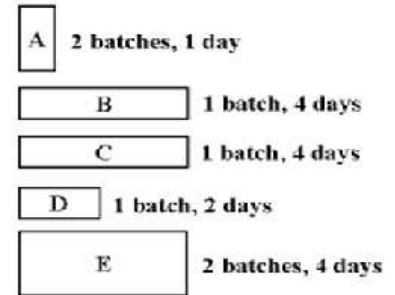 A 2 batches, 1 day
B 1 batch, 4 days
C 1 batch, 4 days
D 1 batch, 2 days
E 2 batches, 4 days